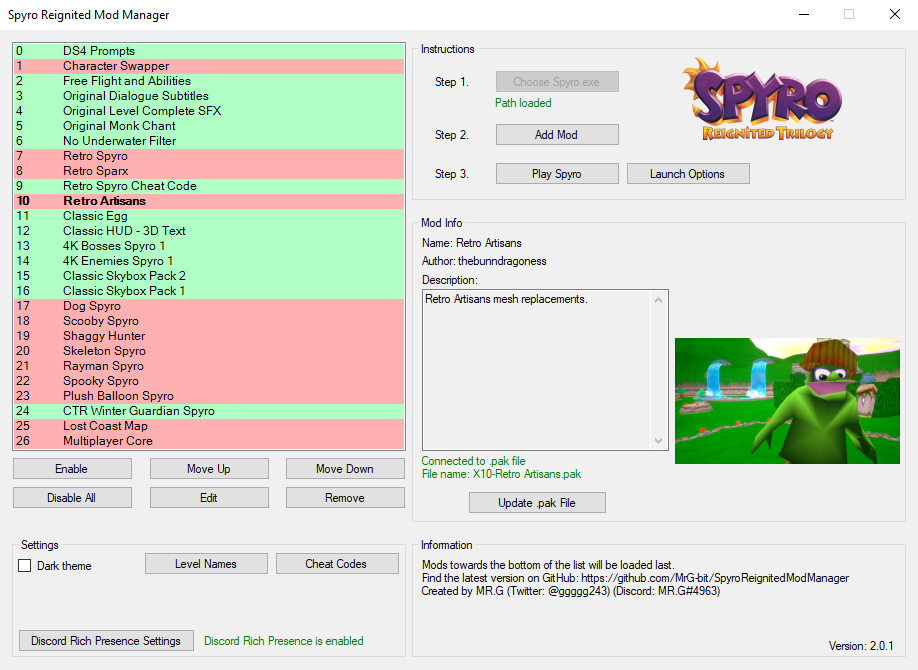 Spyro Reignited Mod Manager
0 DS4 Prompts
1 Character Swapper
2 Free Flight and Abilities
3 Original Dialogue Subtitles
4 Original Level Complete SFX
5 Original Monk Chant
6 No Underwater Filter
7 Retro Spyro
8 Retro Sparx
9 Retro Spyro Cheat Code
10 Retro Artisans
11 Classic Egg
12 Classic HUD - 3D Text
13 4K Bosses Spyro 1
14 4K Enemies Spyro 1
15 Classic Skybox Pack 2
16 Classic Skybox Pack 1
17 Dog Spyro
18 Scooby Spyro
19 Shaggy Hunter
20 Skeleton Spyro
21 Rayman Spyro
22 Spooky Spyro
23 Plush Balloon Spyro
24 CTR Winter Guardian Spyro
25 Lost Coast Map
26 Multiplayer Core
Enable Move Up Move Down
Disable All Edit Remove
Settings
Dark theme
Level Names Cheat Codes
Discord Rich Presence Settings Discord Rich Presence is enabled
Instructions
Step 1. Choose Spyro.exe
Path loaded
Step 2. Add Mod
Step 3. Play Spyro Launch Options
SPYRO
REIGNITED TRILOGY
Mod Info
Name: Retro Artisans
Author: thebunndragoness
Description:
Retro Artisans mesh replacements.
Connected to .pak file
File name: X10-Retro Artisans.pak
Update .pak File
Information
Mods towards the bottom of the list will be loaded last.
Find the latest version on GitHub: https://github.com/MrG-bit/SpyroReignitedModManager
Created by MR.G (Twitter: @ggggg243) (Discord: MR.G#4963)
Version: 2.0.1